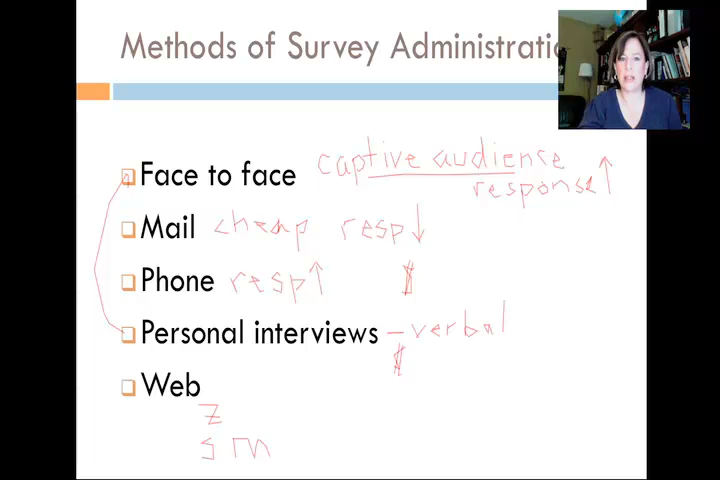 Methods of Survey Administratio
Face to face captive audience
response ↑
Mail cheap resp ↓
Phone resp ↑ $
Personal interviews – verbal
$
Web
z
sm